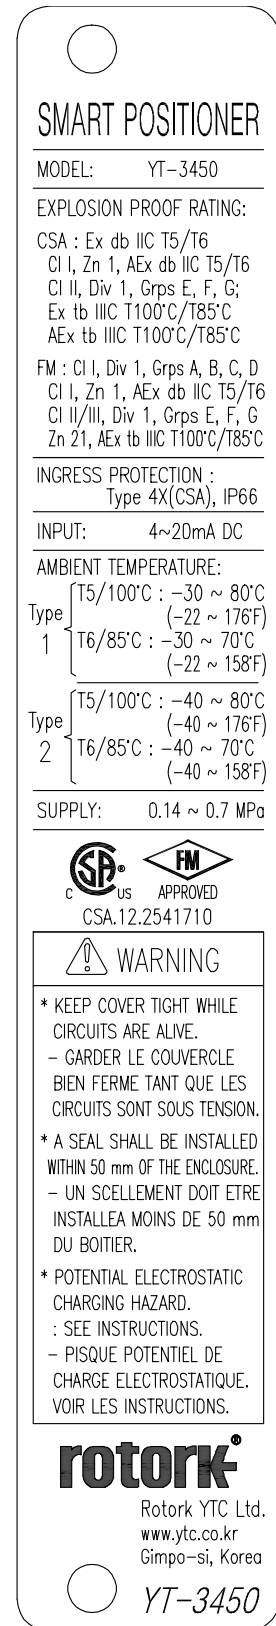 SMART POSITIONER
MODEL: YT-3450
EXPLOSION PROOF RATING:
CSA : Ex db IIC T5/T6
Cl I, Zn 1, AEx db IIC T5/T6
Cl II, Div 1, Grps E, F, G;
Ex tb IIIC T100°C/T85°C
AEx tb IIIC T100°C/T85°C
FM : Cl I, Div 1, Grps A, B, C, D
Cl I, Zn 1, AEx db IIC T5/T6
Cl II/III, Div 1, Grps E, F, G
Zn 21, AEx tb IIIC T100°C/T85°C
INGRESS PROTECTION :
Type 4X(CSA), IP66
INPUT: 4~20mA DC
AMBIENT TEMPERATURE:
Type 1
T5/100°C : -30 ~ 80°C
(-22 ~ 176°F)
T6/85°C : -30 ~ 70°C
(-22 ~ 158°F)
Type 2
T5/100°C : -40 ~ 80°C
(-40 ~ 176°F)
T6/85°C : -40 ~ 70°C
(-40 ~ 158°F)
SUPPLY: 0.14 ~ 0.7 MPa
C SA® US
FM APPROVED
CSA.12.2541710
WARNING
* KEEP COVER TIGHT WHILE
CIRCUITS ARE ALIVE.
- GARDER LE COUVERCLE
BIEN FERME TANT QUE LES
CIRCUITS SONT SOUS TENSION.
* A SEAL SHALL BE INSTALLED
WITHIN 50 mm OF THE ENCLOSURE.
- UN SCELLEMENT DOIT ETRE
INSTALLEA MOINS DE 50 mm
DU BOITIER.
* POTENTIAL ELECTROSTATIC
CHARGING HAZARD.
: SEE INSTRUCTIONS.
- PISQUE POTENTIEL DE
CHARGE ELECTROSTATIQUE.
VOIR LES INSTRUCTIONS.
rotork®
Rotork YTC Ltd.
www.ytc.co.kr
Gimpo-si, Korea
YT-3450